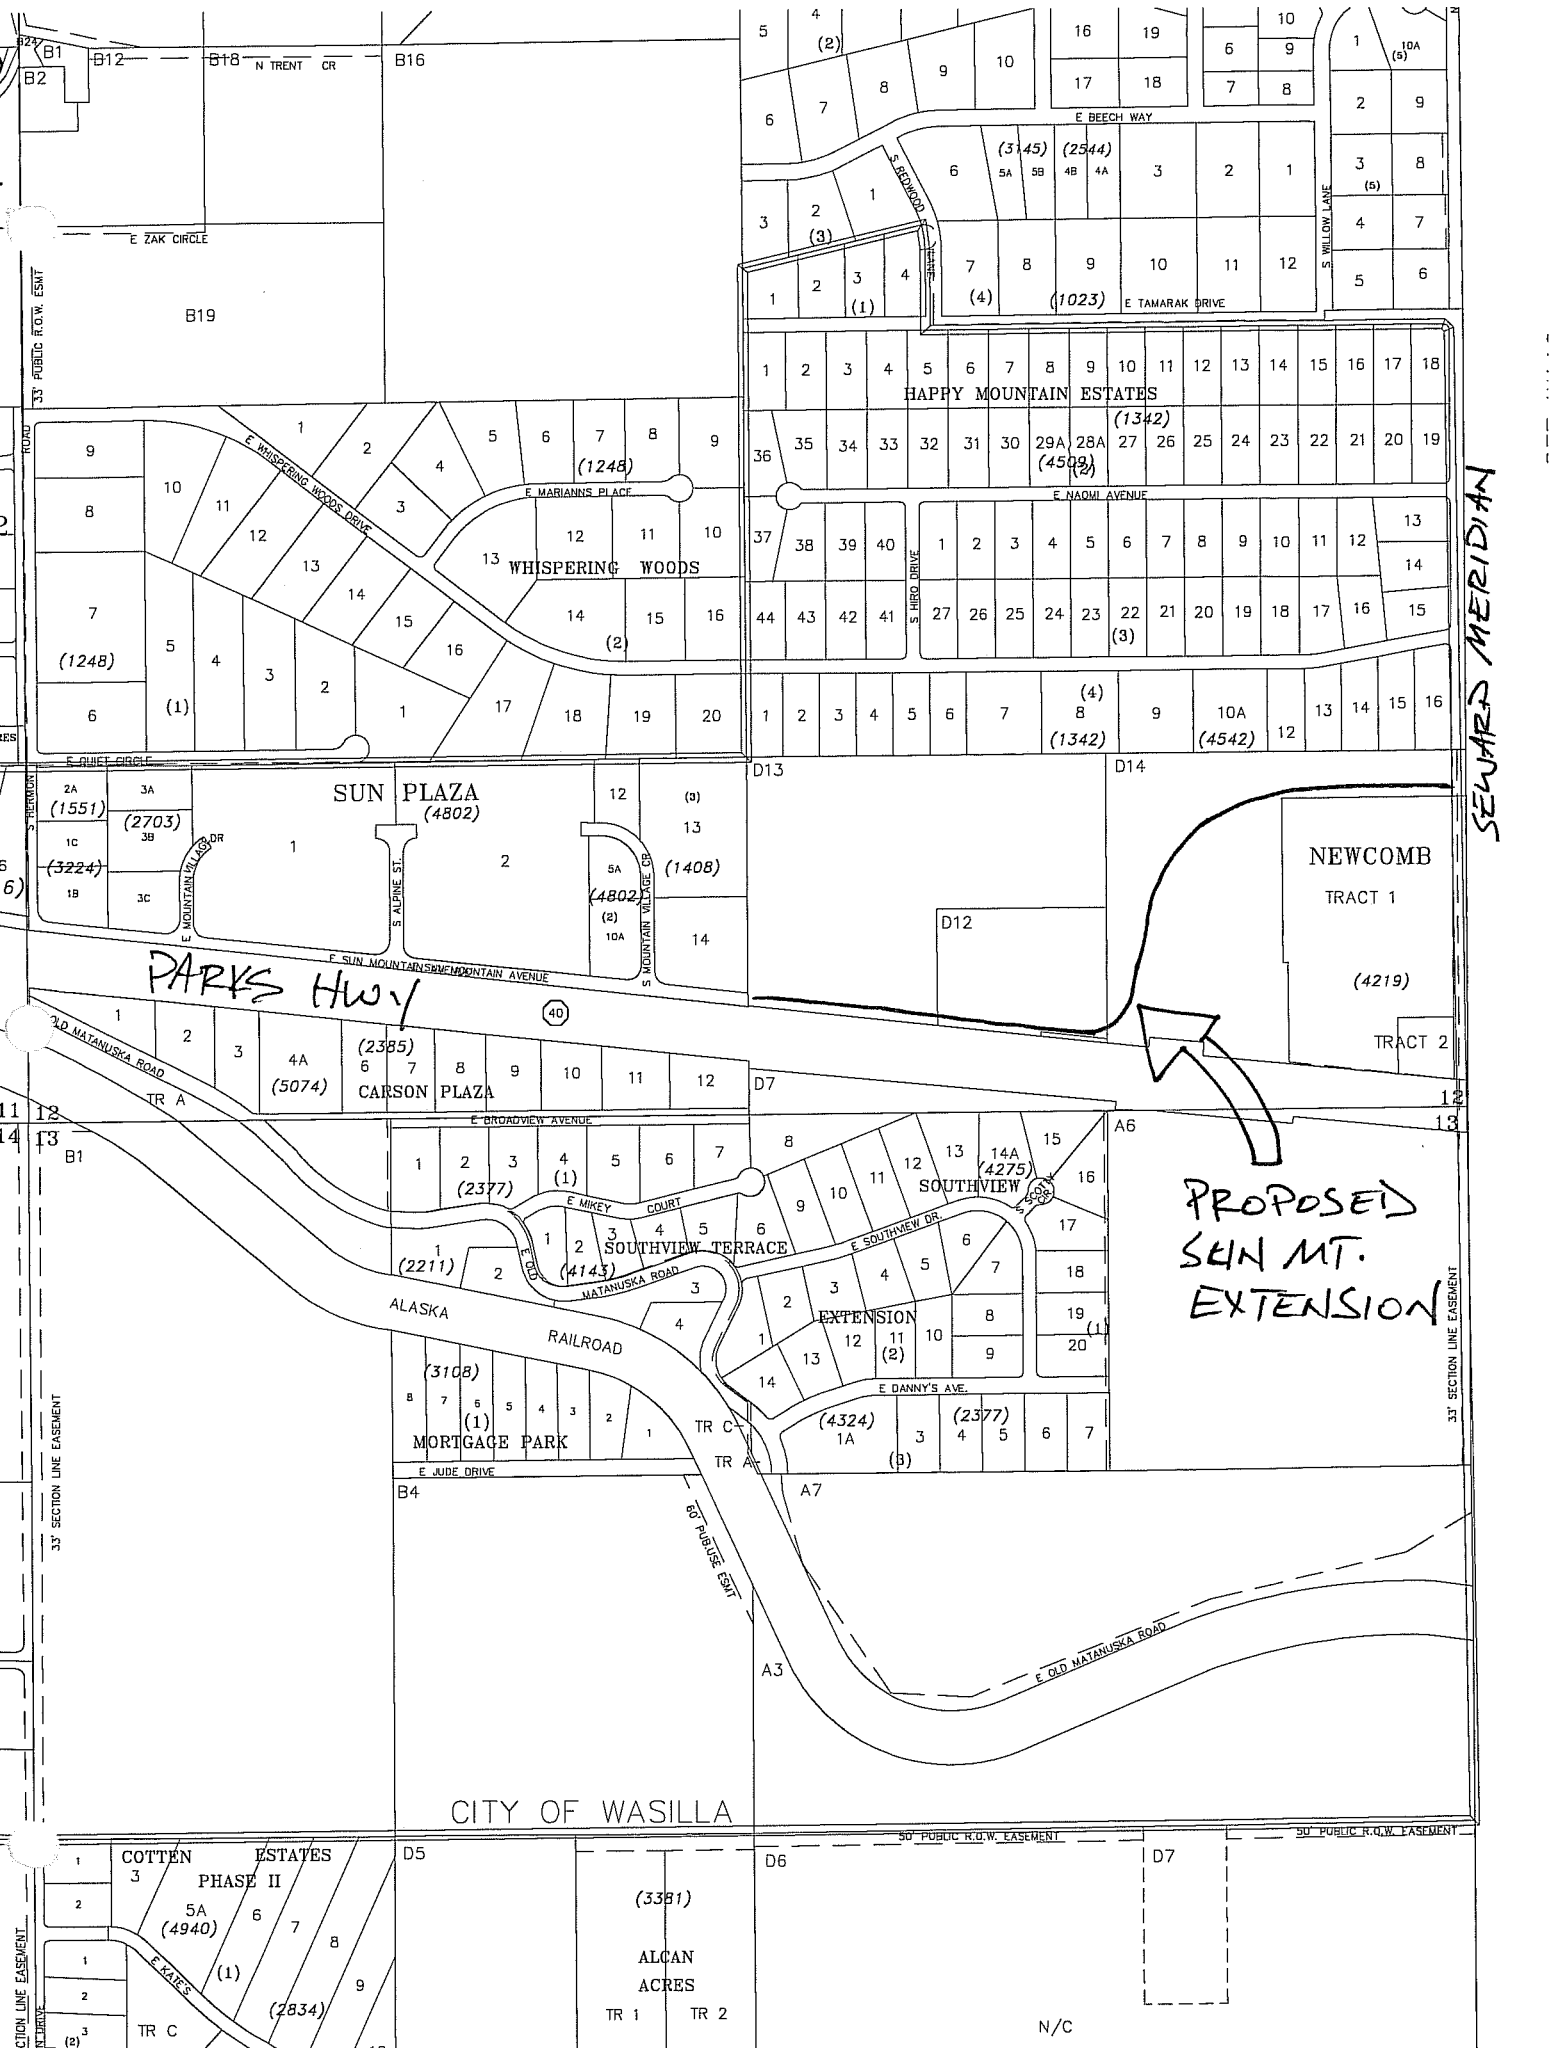 B24
B1
B2
B12
B18
N TRENT CR
B16
5
4
(2)
6
7
8
9
10
16
19
17
18
10
6
9
7
8
1
10A
(5)
2
9
E BEECH WAY
S REDWOOD
LANE
6
(3145)
5A
5B
(2544)
4B
4A
3
2
1
3
8
(5)
4
7
5
6
S WILLOW LANE
3
2
(3)
1
E ZAK CIRCLE
B19
33' PUBLIC R.O.W. ESMT
1
2
3
4
(1)
7
8
9
10
11
12
(4)
(1023)
E TAMARAK DRIVE
1 2 3 4 5 6 7 8 9 10 11 12 13 14 15 16 17 18
HAPPY MOUNTAIN ESTATES
(1342)
36 35 34 33 32 31 30 29A 28A 27 26 25 24 23 22 21 20 19
(4509)
(2)
E NAOMI AVENUE
37 38 39 40
S HIRO DRIVE
1 2 3 4 5 6 7 8 9 10 11 12 13
14
44 43 42 41 27 26 25 24 23 22 21 20 19 18 17 16 15
(3)
SEWARD MERIDIAN
ROAD
9
8
7
(1248)
6
10
11
12
13
14
15
16
E WHISPERING WOODS DRIVE
1
2
3
4
5
6
7
8
9
(1248)
E MARIANNS PLACE
13
12
11
10
WHISPERING WOODS
14
15
16
(2)
5
4
3
2
1
(1)
17
18
19
20
1 2 3 4 5 6 7
(4)
8
(1342)
9
10A
(4542)
12
13 14 15 16
E QUIET CIRCLE
S HERMON
2A
(1551)
3A
(2703)
1C
3B
(3224)
1B
3C
E MOUNTAIN VILLAGE DR
SUN PLAZA
(4802)
1
2
S ALPINE ST.
12
(3)
13
(1408)
5A
(4802)
(2)
10A
S MOUNTAIN VILLAGE CR
14
D13
D14
D12
NEWCOMB
TRACT 1
(4219)
TRACT 2
E SUN MOUNTAIN
MOUNTAIN AVENUE
PARKS HWY
40
OLD MATANUSKA ROAD
TR A
1
2
3
4A
(5074)
(2385)
6
7
8
9
10
11
12
CARSON PLAZA
D7
11 12
14 13
12
13
B1
E BROADVIEW AVENUE
1 2 3 4 5 6 7
(1)
(2377)
E MIKEY COURT
8
9
10
11
12
13
14A
(4275)
15
16
A6
SOUTHVIEW
S SCOTT CIR
17
18
19
(1)
20
1
(2211)
2
E OLD
MATANUSKA ROAD
1
2
3
4
5
6
SOUTHVIEW TERRACE
(4143)
3
4
E SOUTHVIEW DR.
1
2
3
4
5
6
7
8
9
EXTENSION
10
11
(2)
12
13
14
E DANNY'S AVE.
ALASKA
RAILROAD
(3108)
8 7 6 5 4 3 2 1
(1)
MORTGAGE PARK
TR C
TR A
(4324)
1A
3
(2377)
4
5
6
7
(3)
E JUDE DRIVE
B4
A7
60' PUB.USE ESMT
33' SECTION LINE EASEMENT
33' SECTION LINE EASEMENT
PROPOSED
SUN MT.
EXTENSION
A3
E OLD MATANUSKA ROAD
CITY OF WASILLA
50' PUBLIC R.O.W. EASEMENT
50' PUBLIC R.O.W. EASEMENT
1
2
COTTEN ESTATES
PHASE II
3
5A
(4940)
6
7
8
9
(1)
(2834)
E KATE'S
1
2
3
(2)
TR C
D5
D6
D7
(3381)
ALCAN
ACRES
TR 1
TR 2
N/C